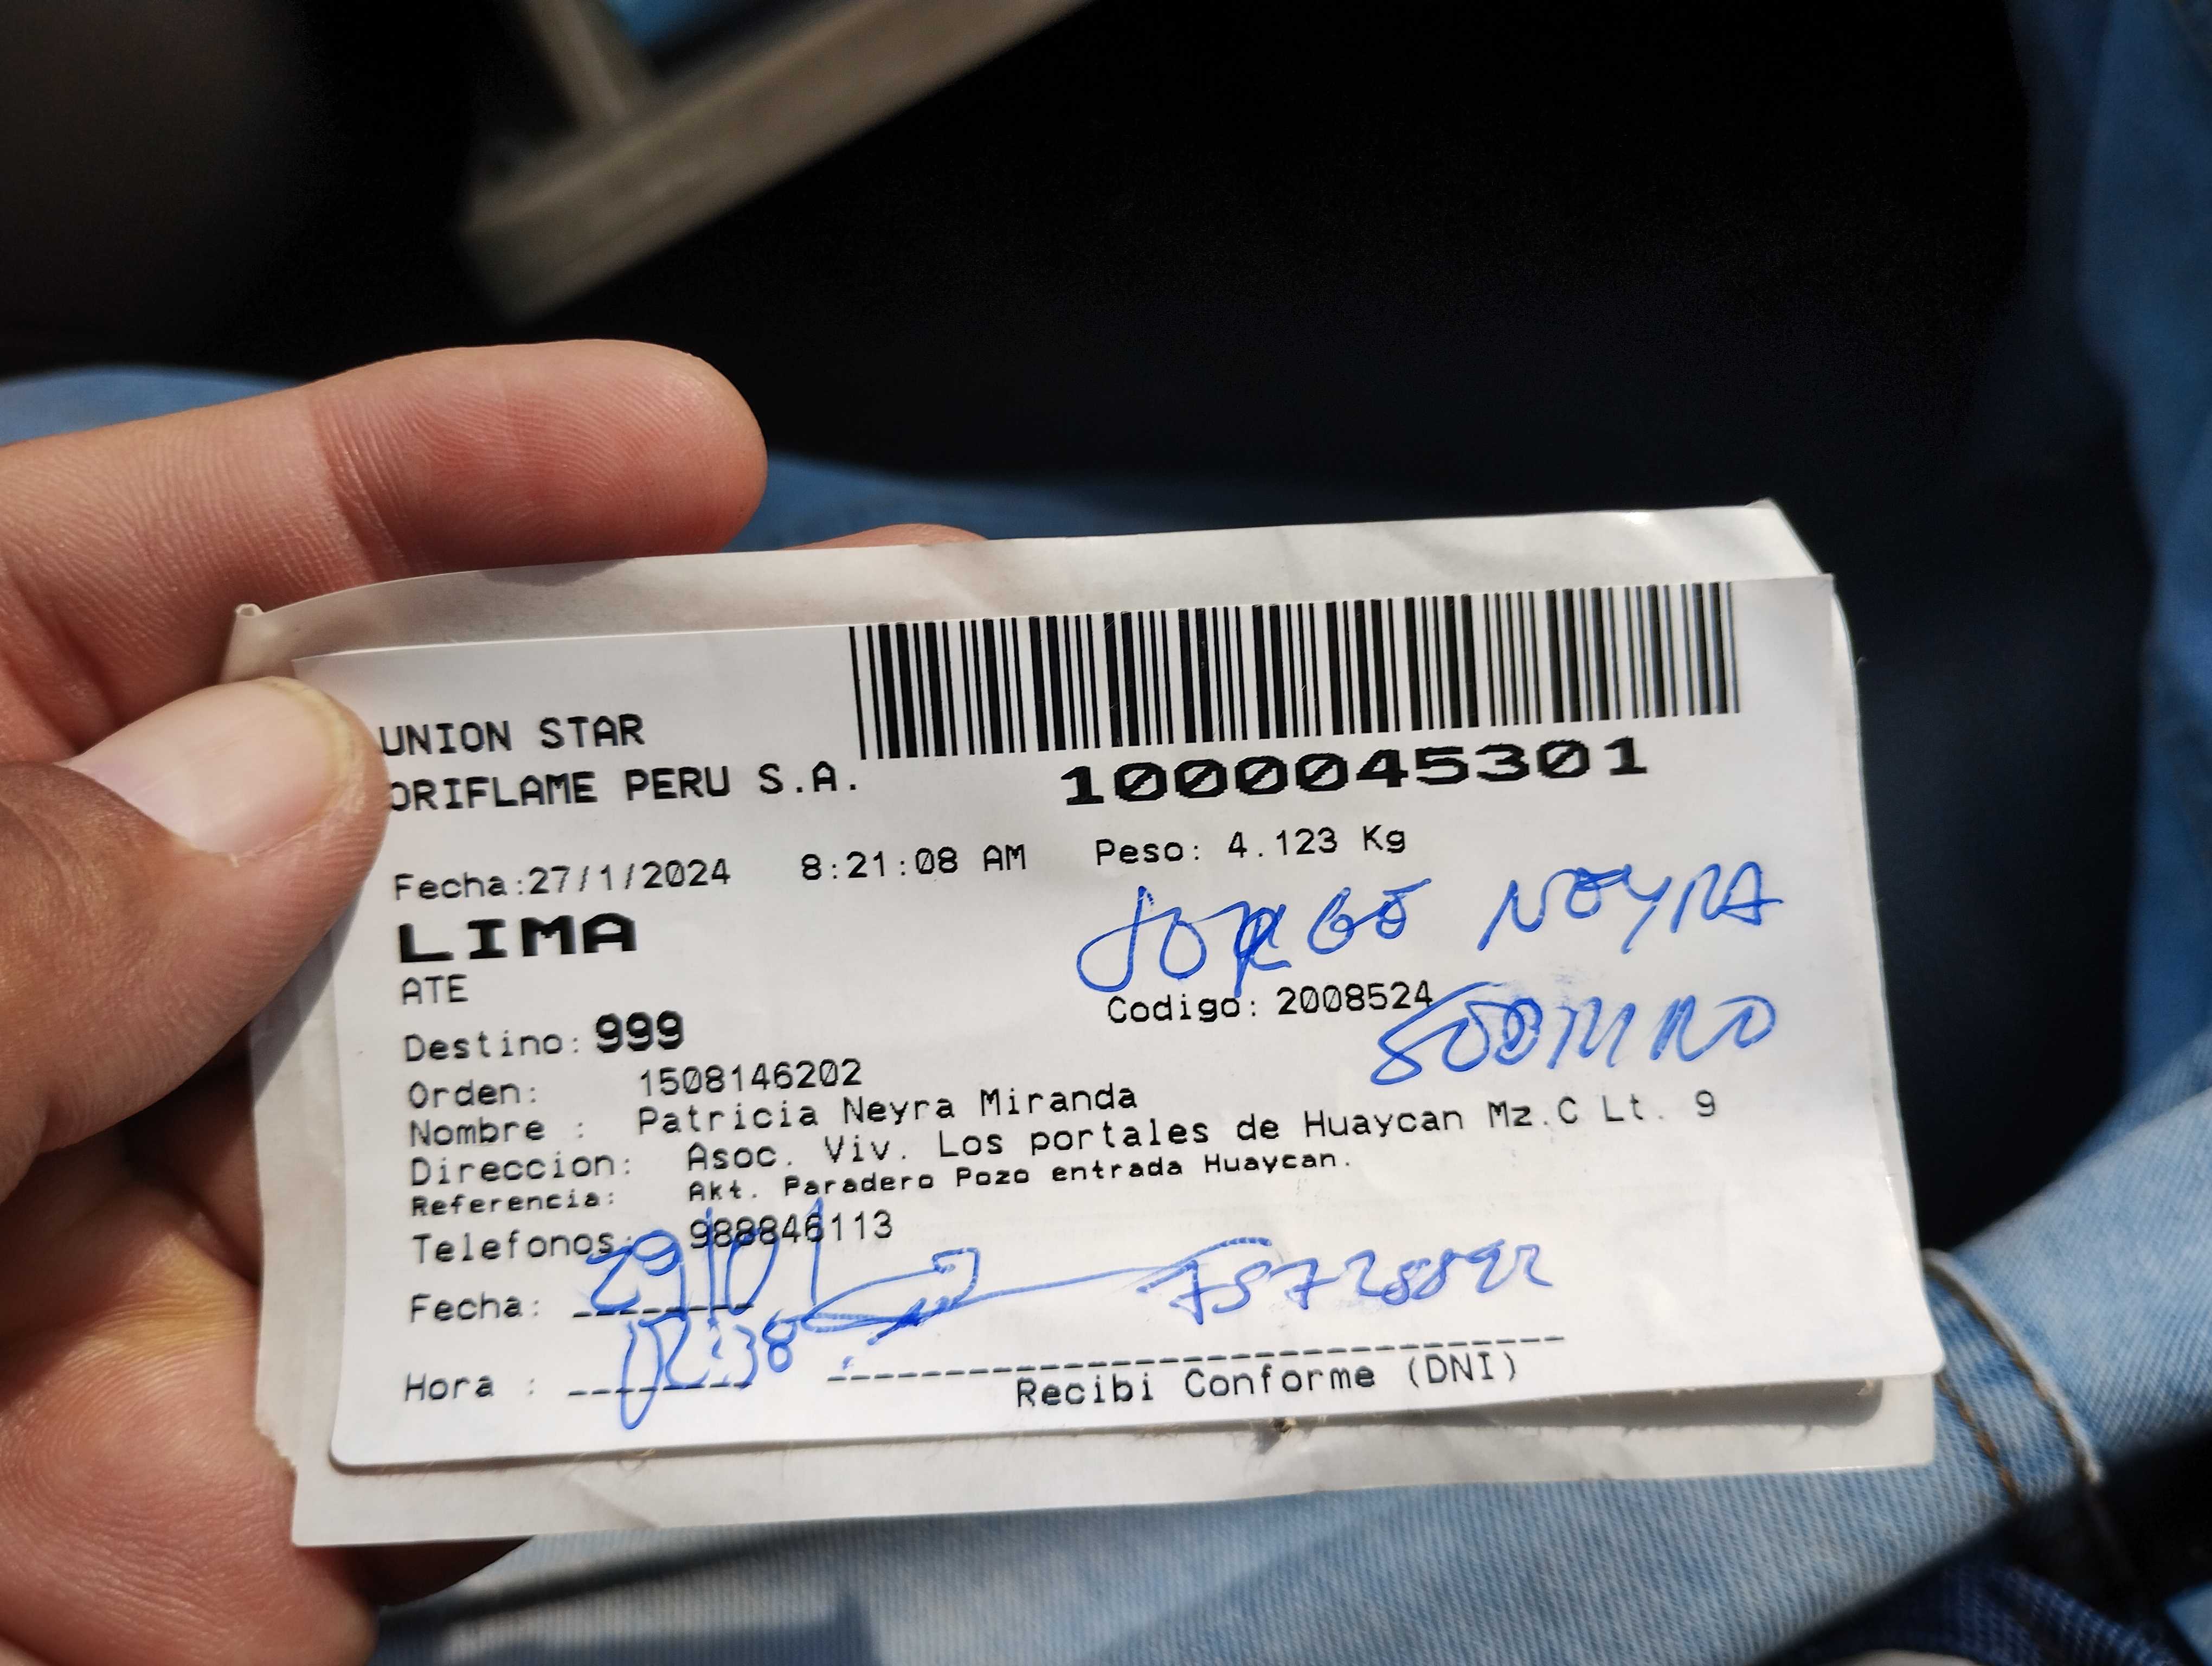 UNION STAR
ORIFLAME PERU S.A.
1000045301
Fecha:27/1/2024 8:21:08 AM Peso: 4.123 Kg
LIMA
JORGE NEYRA
ATE
Codigo: 2008524
Destino: 999
Orden: 1508146202
Nombre : Patricia Neyra Miranda
Direccion: Asoc. Viv. Los portales de Huaycan Mz.C Lt. 9
Referencia: Akt. Paradero Pozo entrada Huaycan.
Telefonos: 988846113
Fecha: 29/01
Hora : 12:38
Recibi Conforme (DNI)